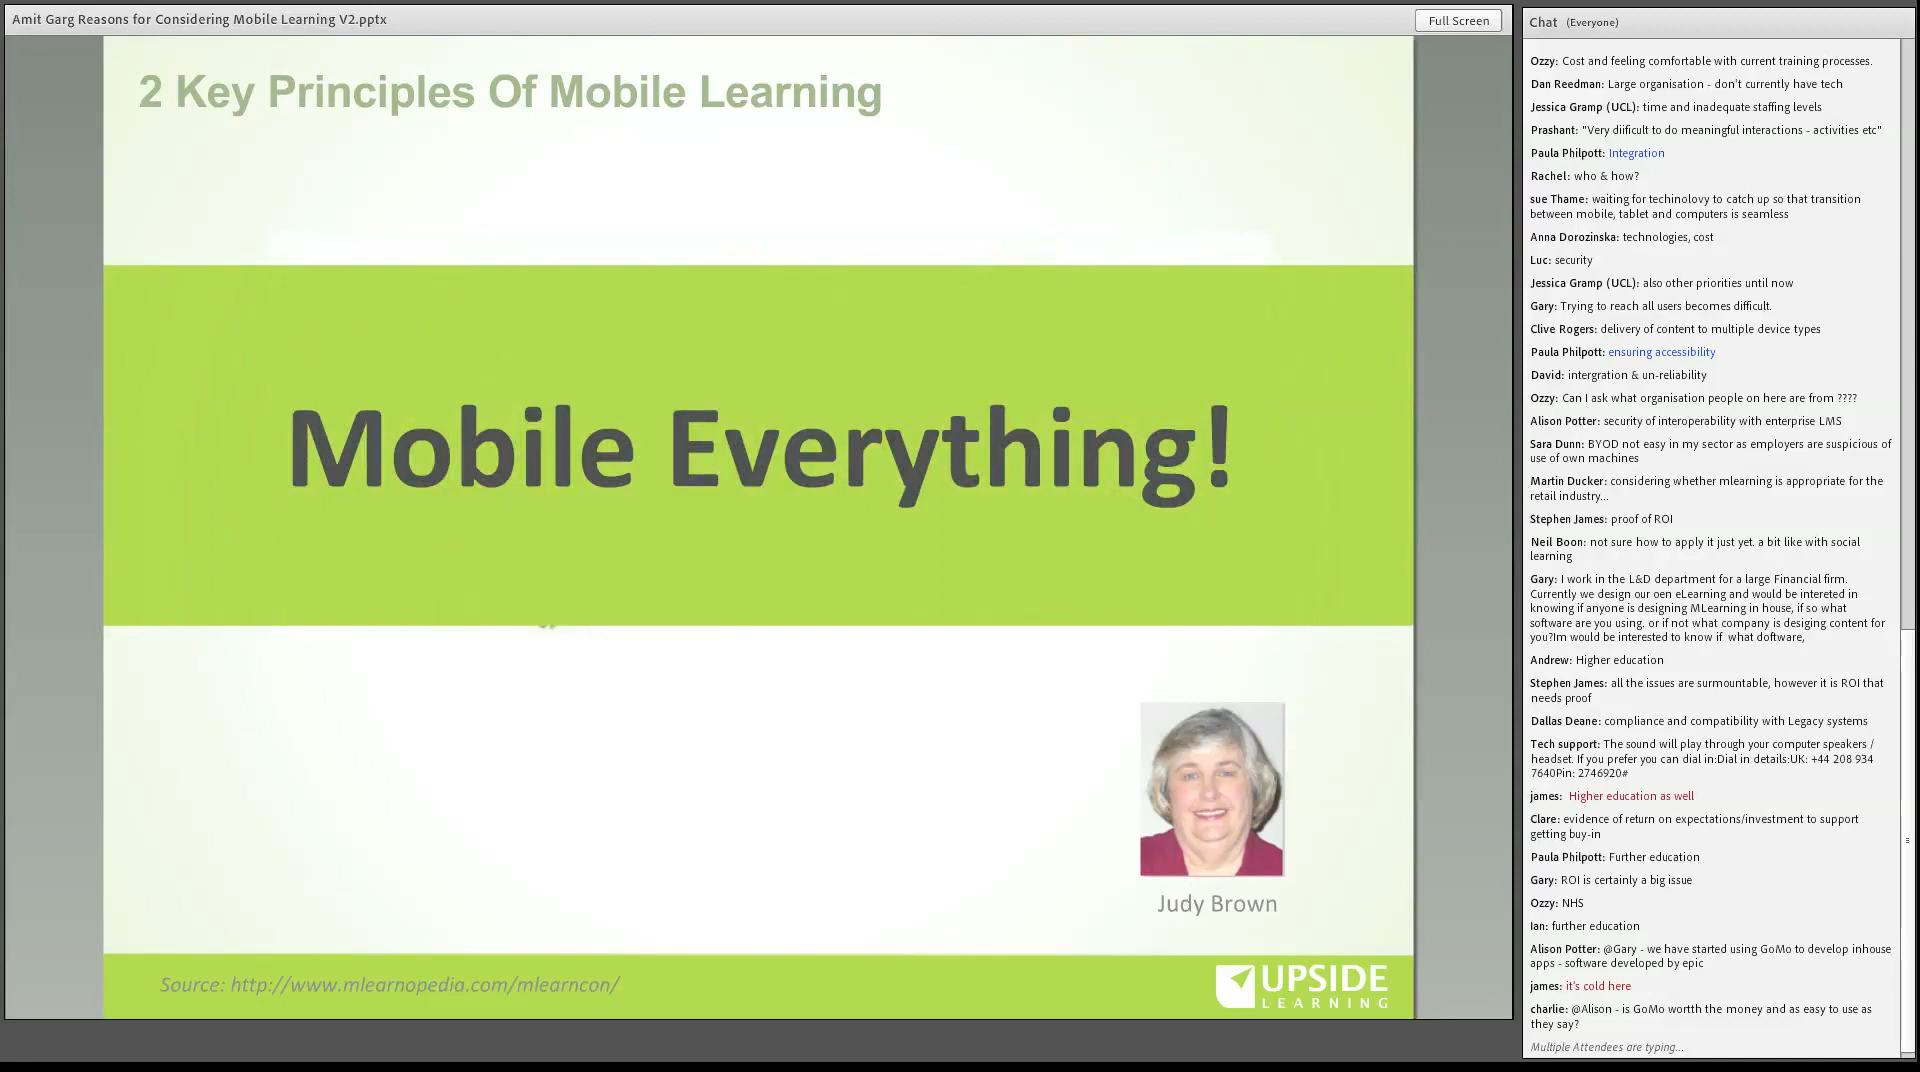 Amit Garg Reasons for Considering Mobile Learning V2.pptx
Full Screen
2 Key Principles Of Mobile Learning
Mobile Everything!
Judy Brown
Source: http://www.mlearnopedia.com/mlearncon/
UPSIDE
LEARNING
Chat (Everyone)
Ozzy: Cost and feeling comfortable with current training processes.
Dan Reedman: Large organisation - don't currently have tech
Jessica Gramp (UCL): time and inadequate staffing levels
Prashant: "Very diificult to do meaningful interactions - activities etc"
Paula Philpott: Integration
Rachel: who & how?
sue Thame: waiting for techinolovy to catch up so that transition
between mobile, tablet and computers is seamless
Anna Dorozinska: technologies, cost
Luc: security
Jessica Gramp (UCL): also other priorities until now
Gary: Trying to reach all users becomes difficult.
Clive Rogers: delivery of content to multiple device types
Paula Philpott: ensuring accessibility
David: intergration & un-reliability
Ozzy: Can I ask what organisation people on here are from ????
Alison Potter: security of interoperability with enterprise LMS
Sara Dunn: BYOD not easy in my sector as employers are suspicious of
use of own machines
Martin Ducker: considering whether mlearning is appropriate for the
retail industry...
Stephen James: proof of ROI
Neil Boon: not sure how to apply it just yet. a bit like with social
learning
Gary: I work in the L&D department for a large Financial firm.
Currently we design our oen eLearning and would be intereted in
knowing if anyone is designing MLearning in house, if so what
software are you using. or if not what company is desiging content for
you?Im would be interested to know if what doftware,
Andrew: Higher education
Stephen James: all the issues are surmountable, however it is ROI that
needs proof
Dallas Deane: compliance and compatibility with Legacy systems
Tech support: The sound will play through your computer speakers /
headset. If you prefer you can dial in:Dial in details:UK: +44 208 934
7640Pin: 2746920#
james: Higher education as well
Clare: evidence of return on expectations/investment to support
getting buy-in
Paula Philpott: Further education
Gary: ROI is certainly a big issue
Ozzy: NHS
Ian: further education
Alison Potter: @Gary - we have started using GoMo to develop inhouse
apps - software developed by epic
james: it's cold here
charlie: @Alison - is GoMo wortth the money and as easy to use as
they say?
Multiple Attendees are typing...